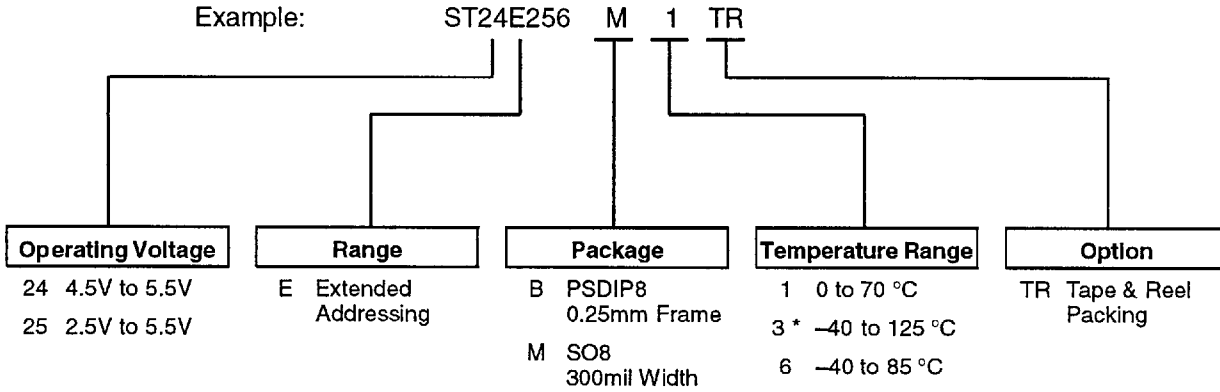 Example: ST24E256 M 1 TR
Operating Voltage
24 4.5V to 5.5V
25 2.5V to 5.5V
Range
E Extended
Addressing
Package
B PSDIP8
0.25mm Frame
M SO8
300mil Width
Temperature Range
1 0 to 70 °C
3 * –40 to 125 °C
6 –40 to 85 °C
Option
TR Tape & Reel
Packing